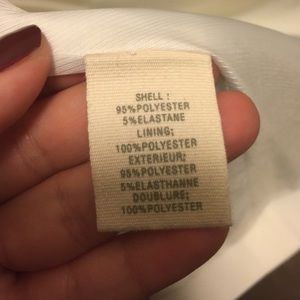 SHELL :
95%POLYESTER
5%ELASTANE
LINING;
100%POLYESTER
EXTERIEUR;
95%POLYESTER
5%ELASTHANNE
DOUBLURE;
100%POLYESTER